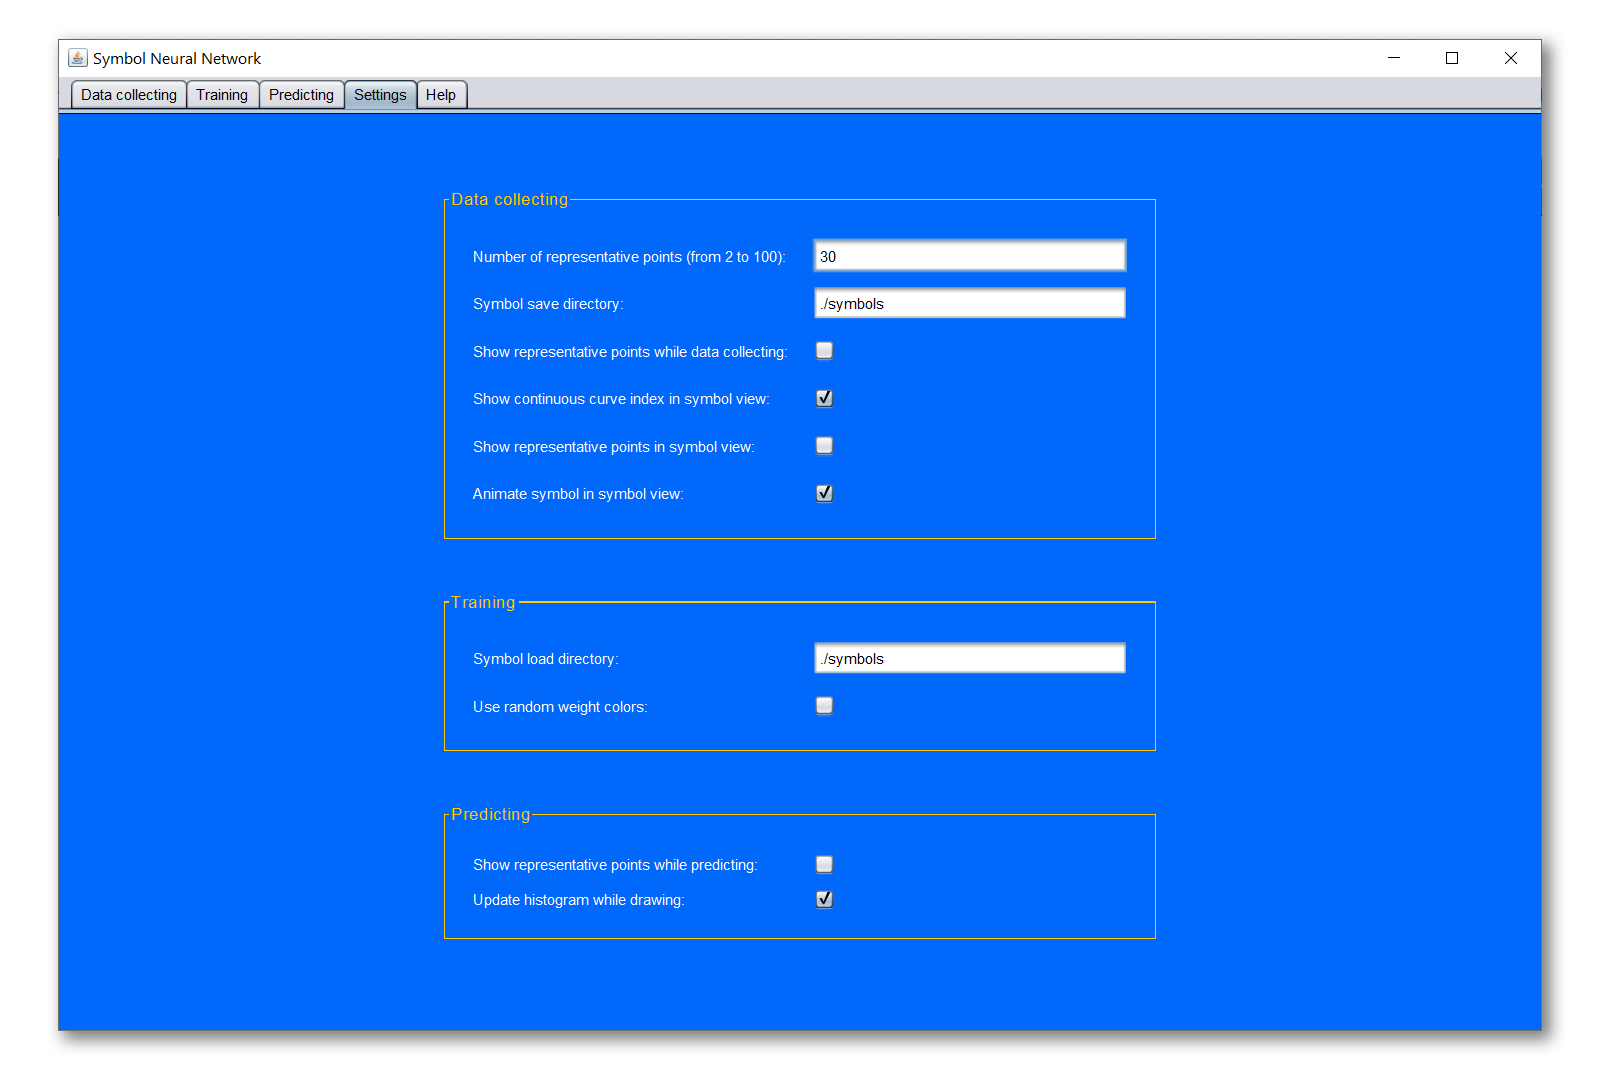 Symbol Neural Network
Data collecting Training Predicting Settings Help
Data collecting
Number of representative points (from 2 to 100): 30
Symbol save directory: ./symbols
Show representative points while data collecting:
Show continuous curve index in symbol view:
Show representative points in symbol view:
Animate symbol in symbol view:
Training
Symbol load directory: ./symbols
Use random weight colors:
Predicting
Show representative points while predicting:
Update histogram while drawing: